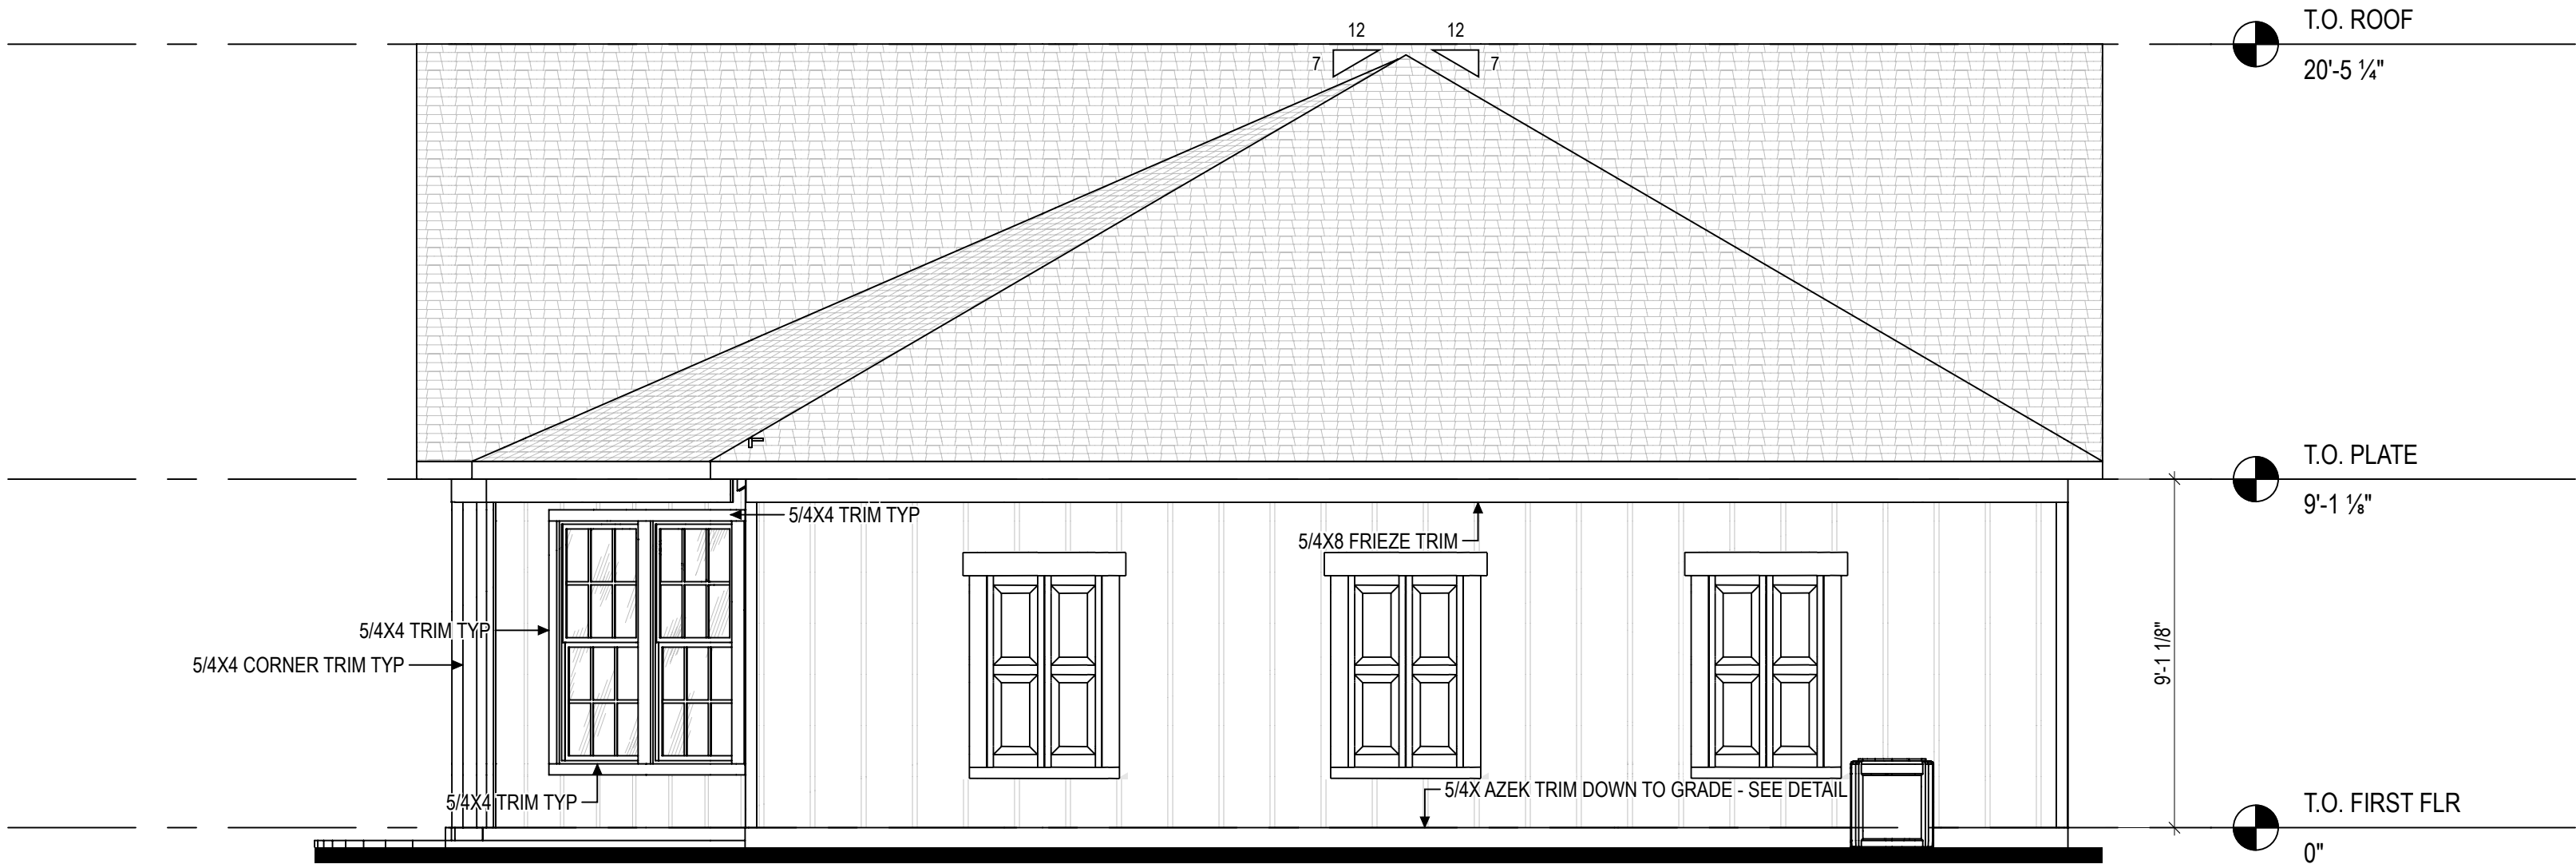 12
12
T.O. ROOF
7
7
20'-5 ¼"
T.O. PLATE
9'-1 ⅛"
5/4X4 TRIM TYP
5/4X8 FRIEZE TRIM
5/4X4 TRIM TYP
5/4X4 CORNER TRIM TYP
9'-1 1/8"
5/4X4 TRIM TYP
5/4X AZEK TRIM DOWN TO GRADE - SEE DETAIL
T.O. FIRST FLR
0"